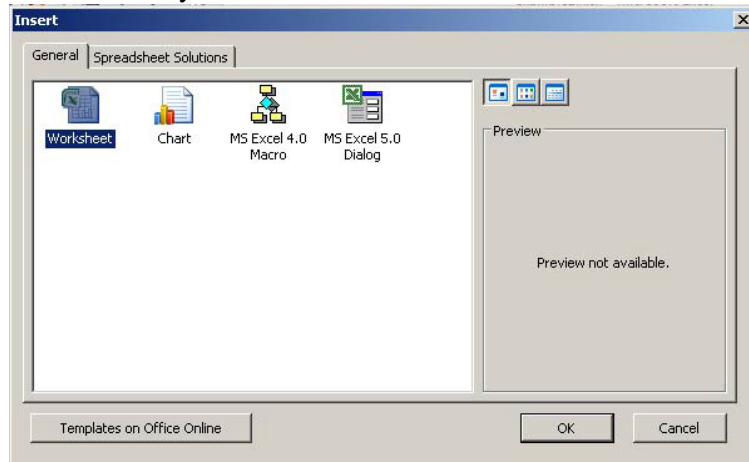 Insert
General Spreadsheet Solutions
Worksheet Chart MS Excel 4.0 Macro MS Excel 5.0 Dialog
Preview
Preview not available.
Templates on Office Online OK Cancel